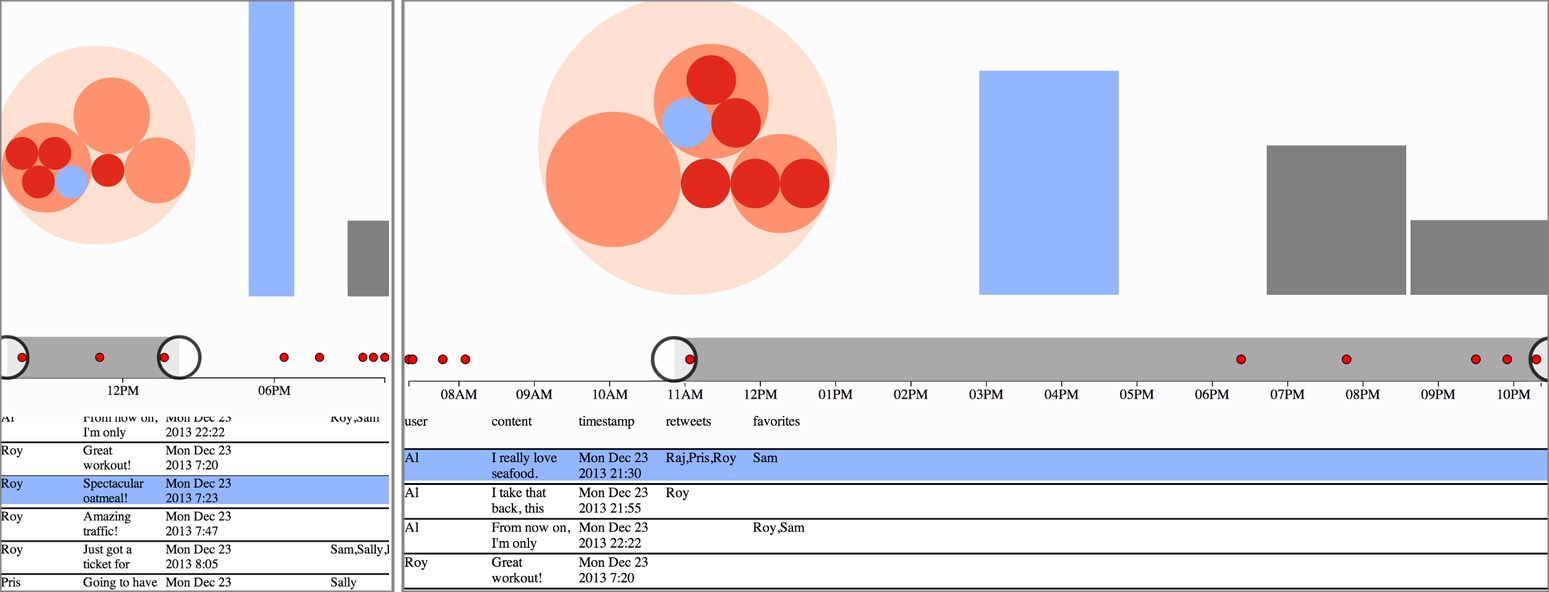 12PM 06PM
Al From now on, Mon Dec 23 Roy,Sam
I'm only 2013 22:22
Roy Great Mon Dec 23
workout! 2013 7:20
Roy Spectacular Mon Dec 23
oatmeal! 2013 7:23
Roy Amazing Mon Dec 23
traffic! 2013 7:47
Roy Just got a Mon Dec 23 Sam,Sally,
ticket for 2013 8:05
Pris Going to have Mon Dec 23 Sally
08AM 09AM 10AM 11AM 12PM 01PM 02PM 03PM 04PM 05PM 06PM 07PM 08PM 09PM 10PM
user content timestamp retweets favorites
Al I really love Mon Dec 23 Raj,Pris,Roy Sam
seafood. 2013 21:30
Al I take that Mon Dec 23 Roy
back, this 2013 21:55
Al From now on, Mon Dec 23 Roy,Sam
I'm only 2013 22:22
Roy Great Mon Dec 23
workout! 2013 7:20